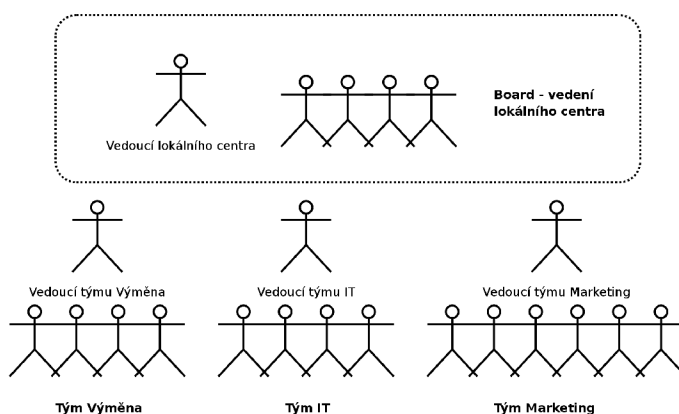 Board - vedení
lokálního centra
Vedoucí lokálního centra
Vedoucí týmu Výměna
Vedoucí týmu IT
Vedoucí týmu Marketing
Tým Výměna
Tým IT
Tým Marketing